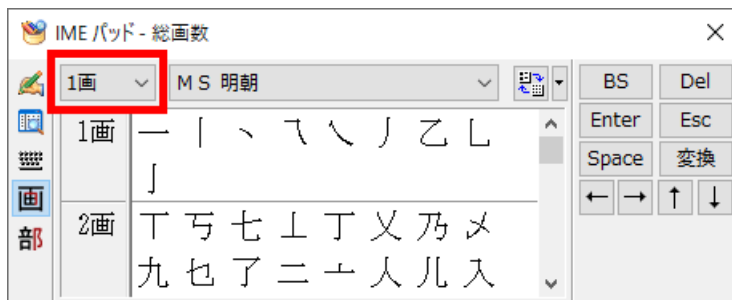 IME パッド - 総画数
1画 ＭＳ 明朝 BS Del
1画 一 丨 丶 ⺄ 乀 丿 乙 乚 Enter Esc
亅 Space 変換
画 ← → ↑ ↓
部 2画 丅 丂 七 丄 丁 乂 乃 乄
九 乜 了 二 亠 人 儿 入